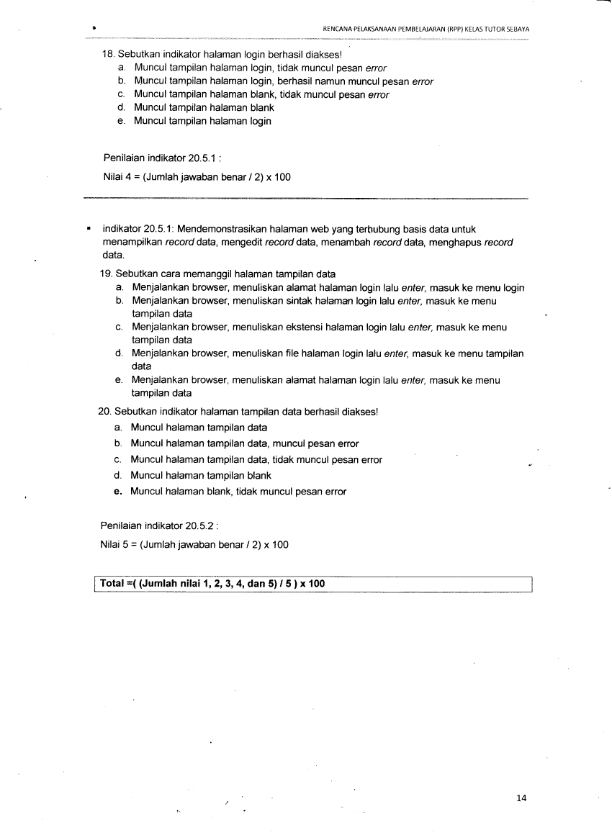 RENCANA PELAKSANAAN PEMBELAJARAN (RPP) KELAS TUTOR SEBAYA
18. Sebutkan indikator halaman login berhasil diakses!
a. Muncul tampilan halaman login, tidak muncul pesan error
b. Muncul tampilan halaman login, berhasil namun muncul pesan error
c. Muncul tampilan halaman blank, tidak muncul pesan error
d. Muncul tampilan halaman blank
e. Muncul tampilan halaman login
Penilaian indikator 20.5.1 :
Nilai 4 = (Jumlah jawaban benar / 2) x 100
▪ indikator 20.5.1: Mendemonstrasikan halaman web yang terbubung basis data untuk
menampilkan record data, mengedit record data, menambah record data, menghapus record
data.
19. Sebutkan cara memanggil halaman tampilan data
a. Menjalankan browser, menuliskan alamat halaman login lalu enter, masuk ke menu login
b. Menjalankan browser, menuliskan sintak halaman login lalu enter, masuk ke menu
tampilan data
c. Menjalankan browser, menuliskan ekstensi halaman login lalu enter, masuk ke menu
tampilan data
d. Menjalankan browser, menuliskan file halaman login lalu enter, masuk ke menu tampilan
data
e. Menjalankan browser, menuliskan alamat halaman login lalu enter, masuk ke menu
tampilan data
20. Sebutkan indikator halaman tampilan data berhasil diakses!
a. Muncul halaman tampilan data
b. Muncul halaman tampilan data, muncul pesan error
c. Muncul halaman tampilan data, tidak muncul pesan error
d. Muncul halaman tampilan blank
e. Muncul halaman blank, tidak muncul pesan error
Penilaian indikator 20.5.2 :
Nilai 5 = (Jumlah jawaban benar / 2) x 100
Total =( (Jumlah nilai 1, 2, 3, 4, dan 5) / 5 ) x 100
14